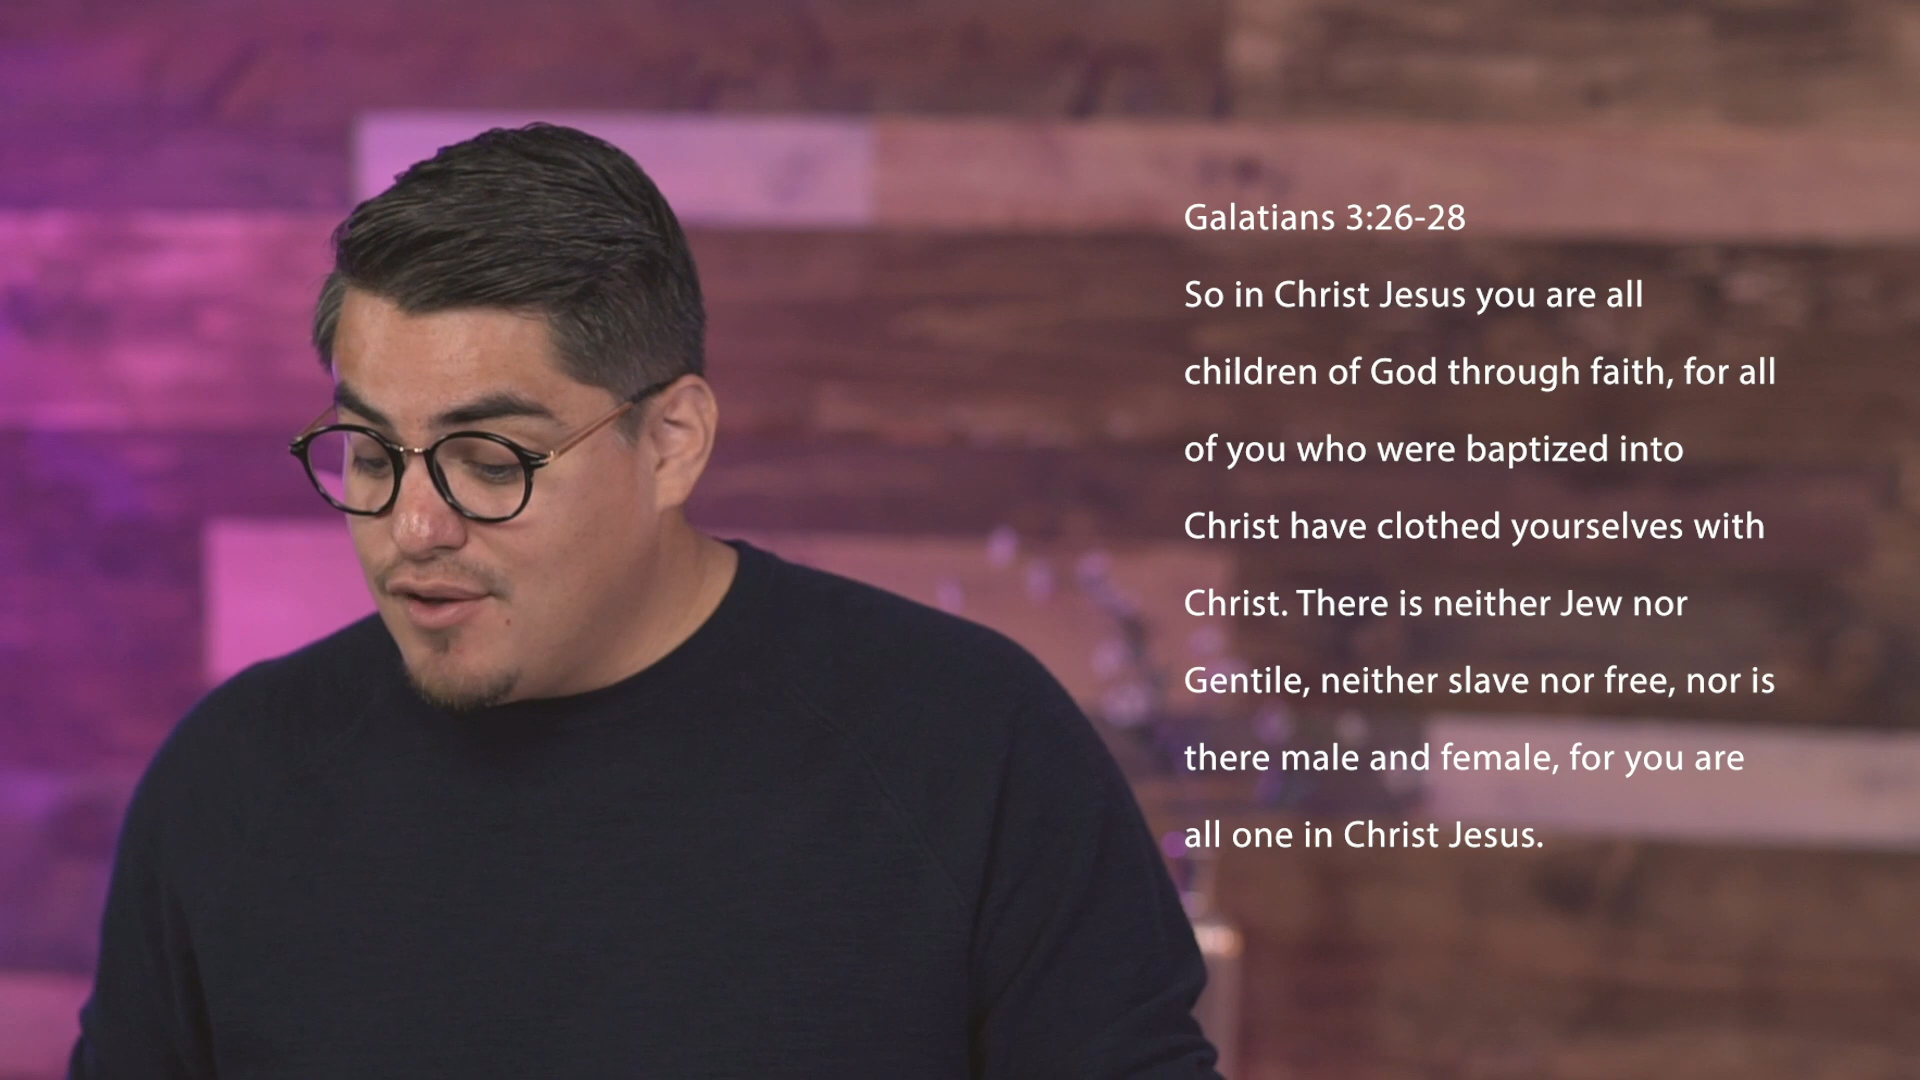 Galatians 3:26-28
So in Christ Jesus you are all
children of God through faith, for all
of you who were baptized into
Christ have clothed yourselves with
Christ. There is neither Jew nor
Gentile, neither slave nor free, nor is
there male and female, for you are
all one in Christ Jesus.